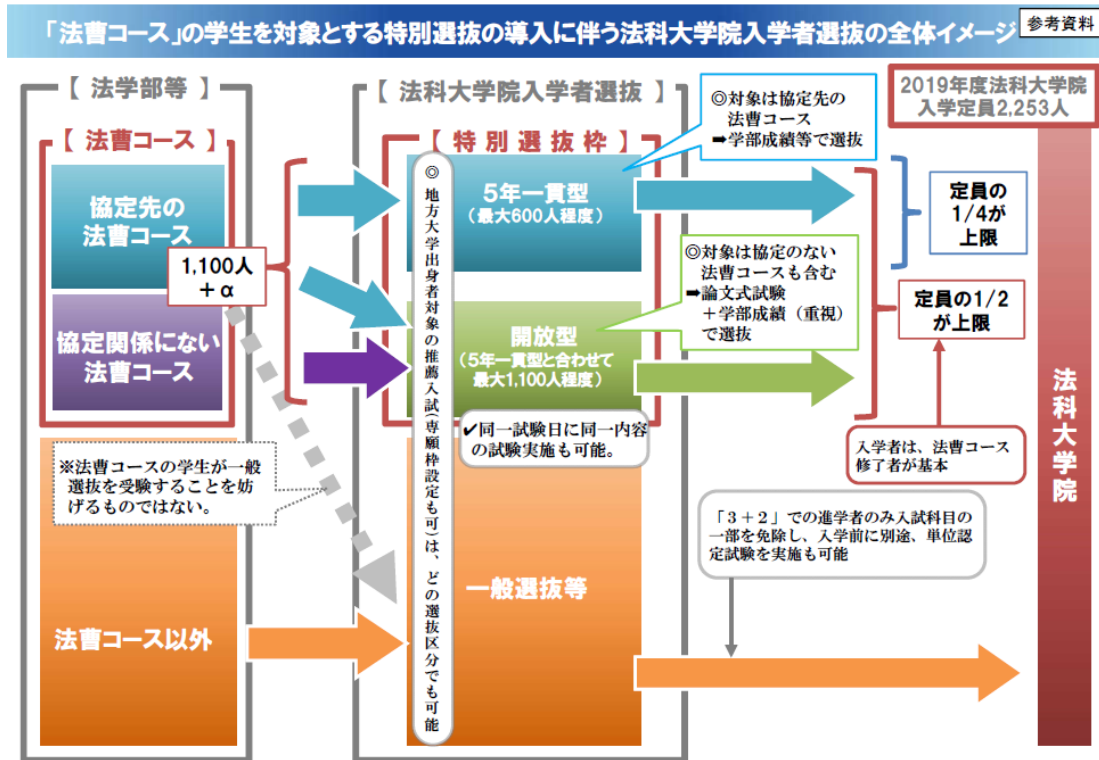 「法曹コース」の学生を対象とする特別選抜の導入に伴う法科大学院入学者選抜の全体イメージ
参考資料
【 法学部等 】
【 法曹コース 】
協定先の
法曹コース
1,100人
+α
協定関係にない
法曹コース
※法曹コースの学生が一般
選抜を受験することを妨
げるものではない。
法曹コース以外
【 法科大学院入学者選抜 】
【 特別選抜枠 】
◎地方大学出身者対象の推薦入試(専願枠設定も可)は、どの選抜区分でも可能
5年一貫型
(最大600人程度)
開放型
(5年一貫型と合わせて
最大1,100人程度)
✔同一試験日に同一内容
の試験実施も可能。
一般選抜等
◎対象は協定先の
法曹コース
➡学部成績等で選抜
◎対象は協定のない
法曹コースも含む
➡論文式試験
+学部成績(重視)
で選抜
定員の
1/4が
上限
定員の1/2
が上限
入学者は、法曹コース
修了者が基本
「3+2」での進学者のみ入試科目の
一部を免除し、入学前に別途、単位認
定試験を実施も可能
2019年度法科大学院
入学定員2,253人
法科大学院